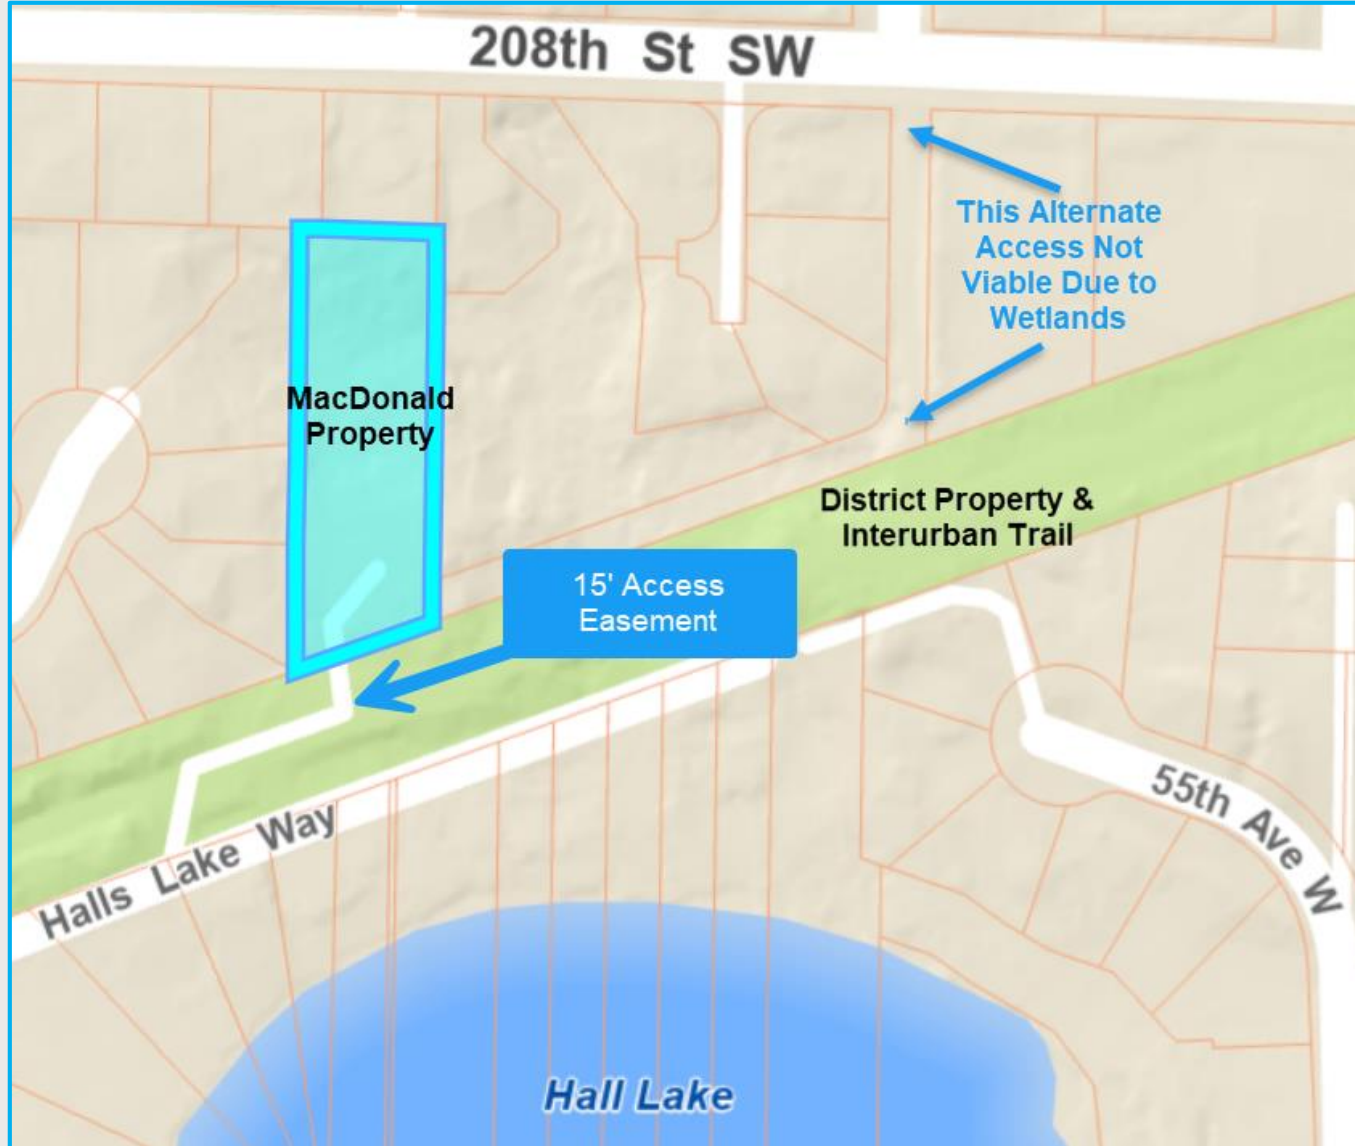 208th St SW
This Alternate
Access Not
Viable Due to
Wetlands
MacDonald
Property
District Property &
Interurban Trail
15' Access
Easement
55th Ave W
Halls Lake Way
Hall Lake